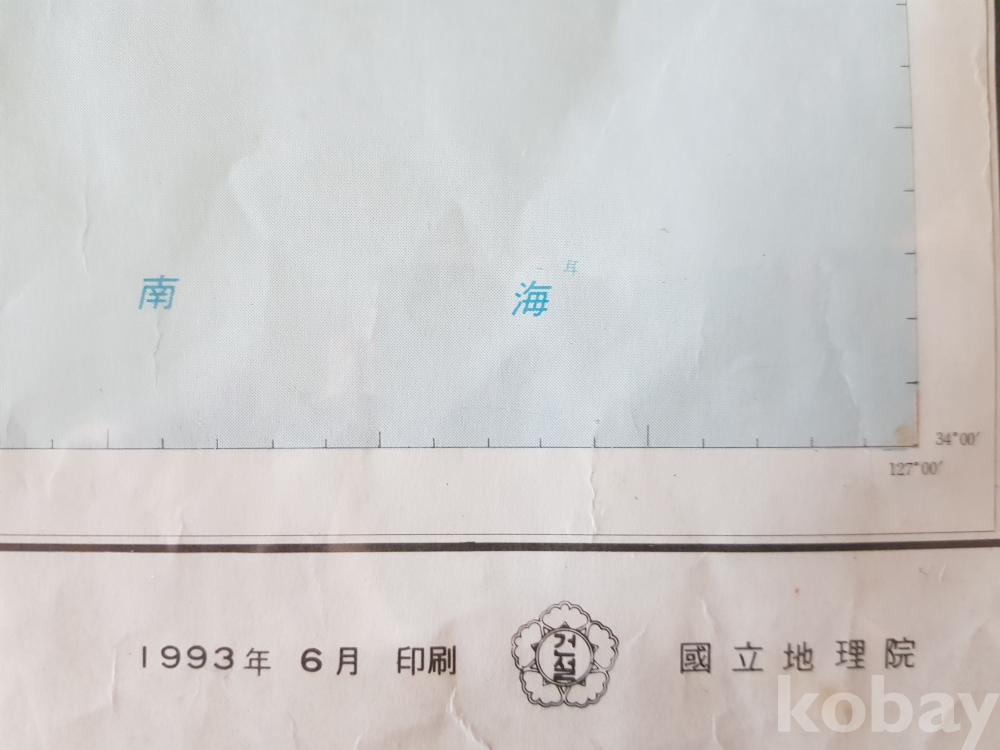 耳
南 海
34°00′
127°00′
1993年 6月 印刷 건설부 國立地理院
kobay